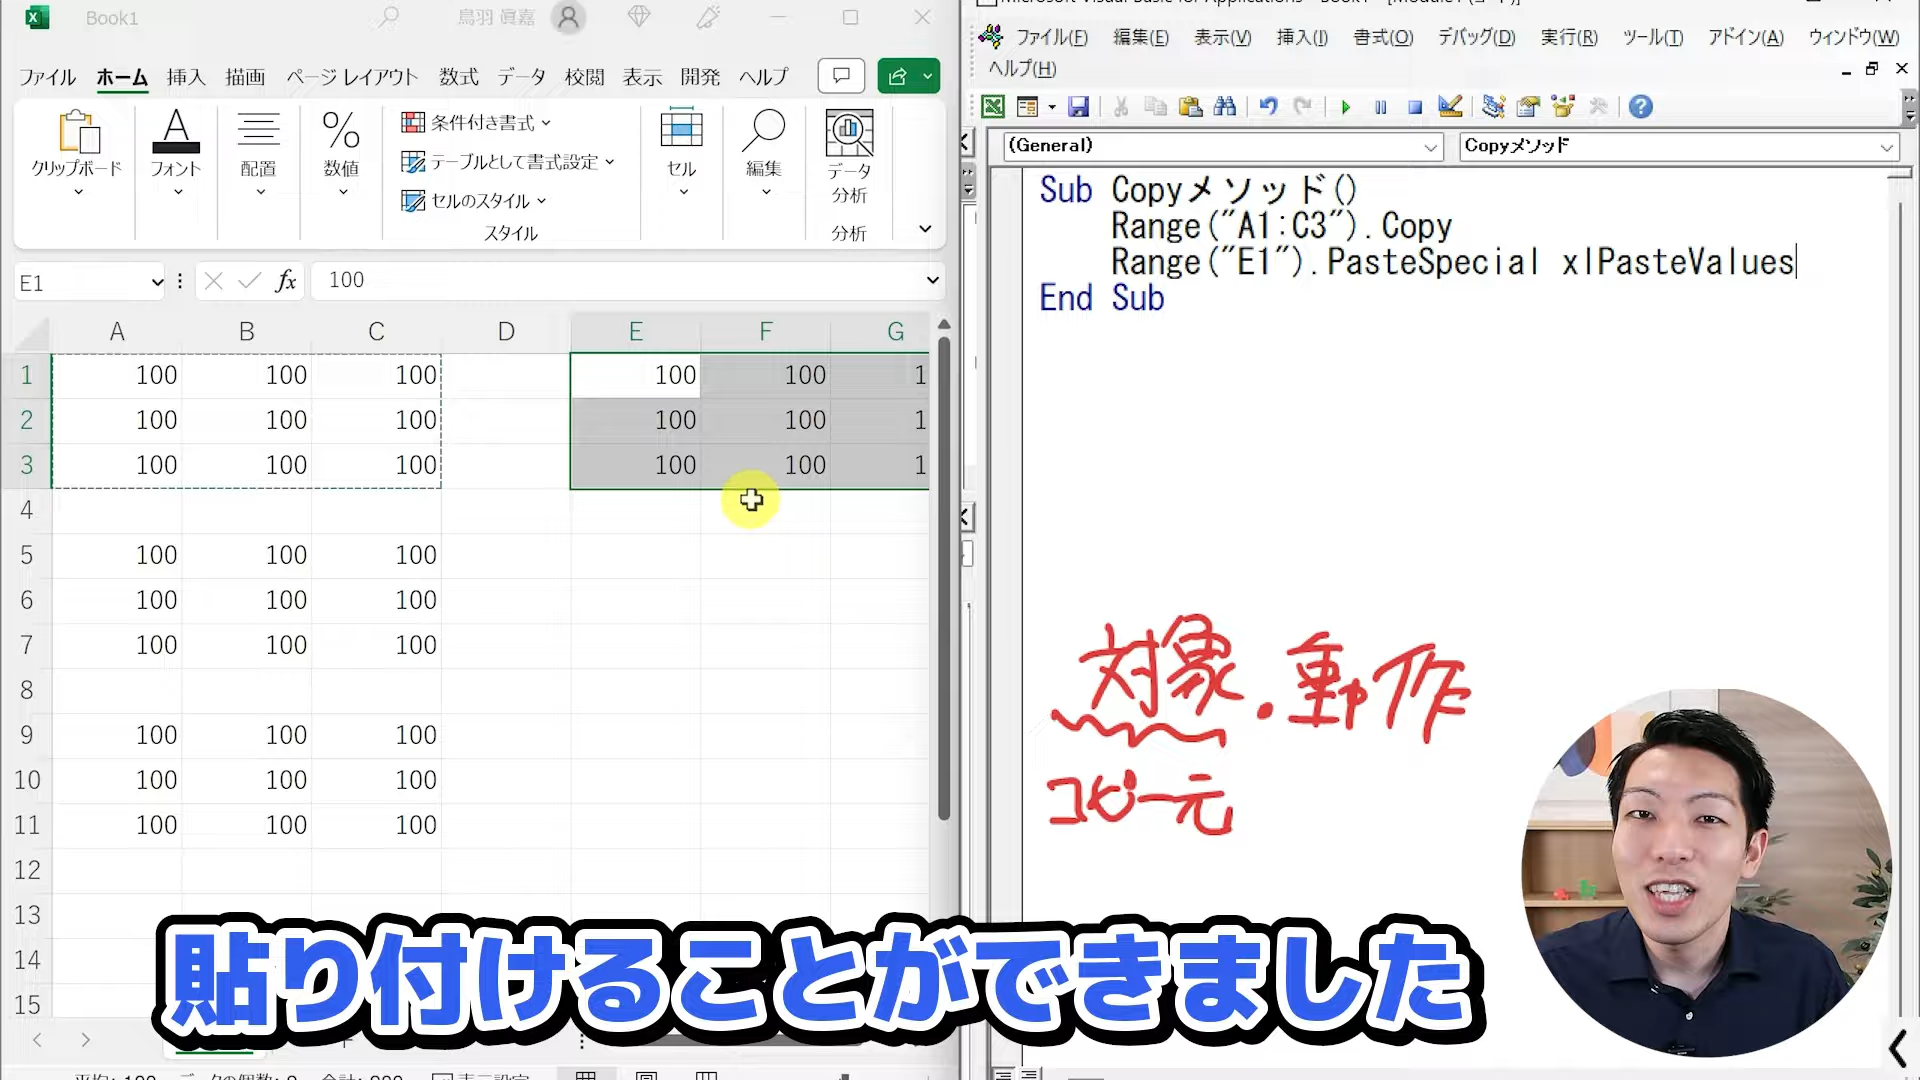 Book1
鳥羽 眞嘉
ファイル ホーム 挿入 描画 ページ レイアウト 数式 データ 校閲 表示 開発 ヘルプ
クリップボード
フォント
配置
数値
条件付き書式
テーブルとして書式設定
セルのスタイル
スタイル
セル
編集
データ
分析
分析
E1
fx
100
A B C D E F G
1 100 100 100 100 100 1
2 100 100 100 100 100 1
3 100 100 100 100 100 1
4
5 100 100 100
6 100 100 100
7 100 100 100
8
9 100 100 100
10 100 100 100
11 100 100 100
12
13
14
15
ファイル(F) 編集(E) 表示(V) 挿入(I) 書式(O) デバッグ(D) 実行(R) ツール(T) アドイン(A) ウィンドウ(W)
ヘルプ(H)
(General)
Copyメソッド
Sub Copyメソッド()
Range("A1:C3").Copy
Range("E1").PasteSpecial xlPasteValues
End Sub
対象.動作
コピー元
貼り付けることができました